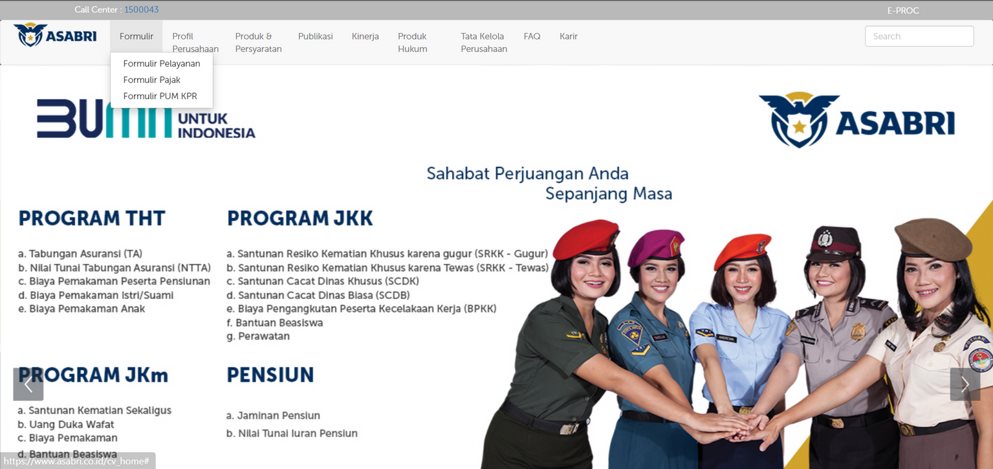 Call Center : 1500043
E-PROC
ASABRI
Formulir
Profil
Perusahaan
Produk &
Persyaratan
Publikasi
Kinerja
Produk
Hukum
Tata Kelola
Perusahaan
FAQ
Karir
Search
Formulir Pelayanan
Formulir Pajak
Formulir PUM KPR
BUMN
UNTUK
INDONESIA
ASABRI
Sahabat Perjuangan Anda
Sepanjang Masa
PROGRAM THT
a. Tabungan Asuransi (TA)
b. Nilai Tunai Tabungan Asuransi (NTTA)
c. Biaya Pemakaman Peserta Pensiunan
d. Biaya Pemakaman Istri/Suami
e. Biaya Pemakaman Anak
PROGRAM JKK
a. Santunan Resiko Kematian Khusus karena gugur (SRKK - Gugur)
b. Santunan Resiko Kematian Khusus karena Tewas (SRKK - Tewas)
c. Santunan Cacat Dinas Khusus (SCDK)
d. Santunan Cacat Dinas Biasa (SCDB)
e. Biaya Pengangkutan Peserta Kecelakaan Kerja (BPKK)
f. Bantuan Beasiswa
g. Perawatan
PROGRAM JKm
a. Santunan Kematian Sekaligus
b. Uang Duka Wafat
c. Biaya Pemakaman
d. Bantuan Beasiswa
PENSIUN
a. Jaminan Pensiun
b. Nilai Tunai Iuran Pensiun
https://www.asabri.co.id/cv_home#